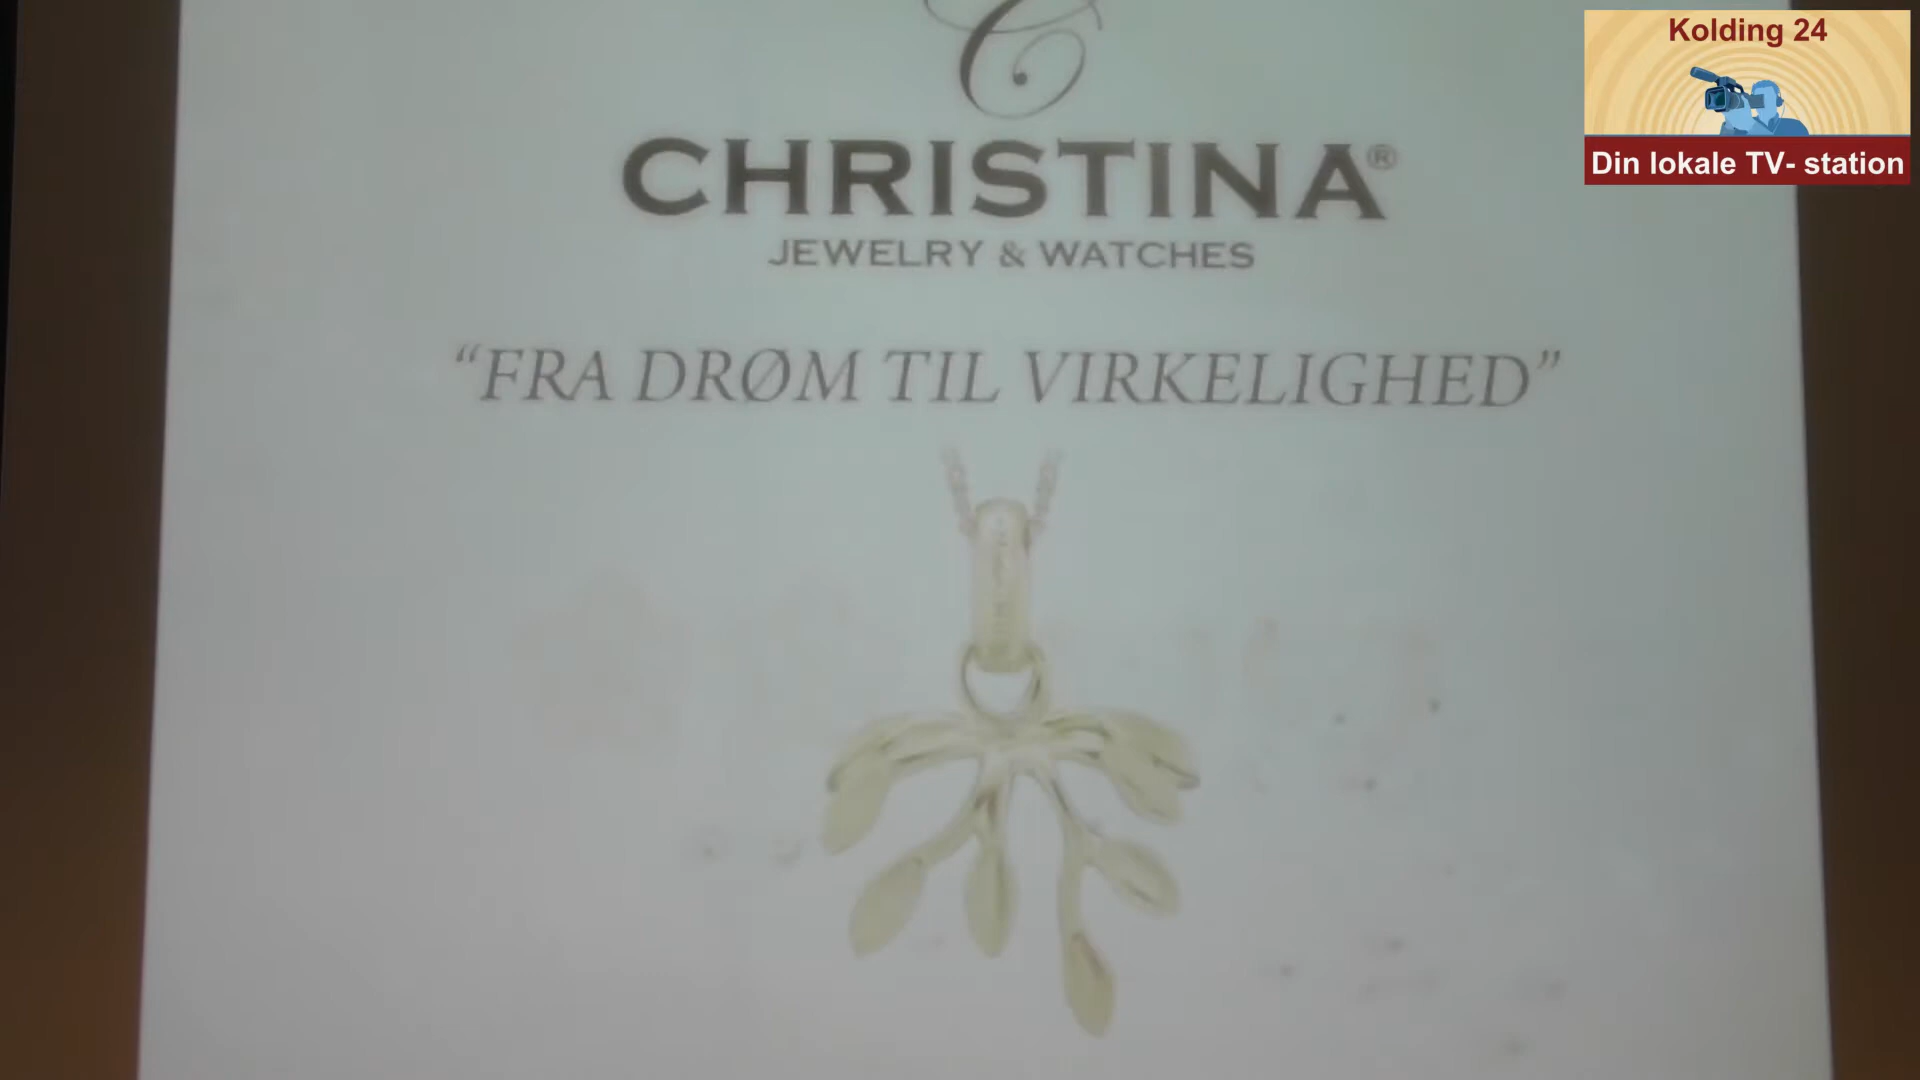 Kolding 24
Din lokale TV- station
C
CHRISTINA®
JEWELRY & WATCHES
“FRA DRØM TIL VIRKELIGHED”